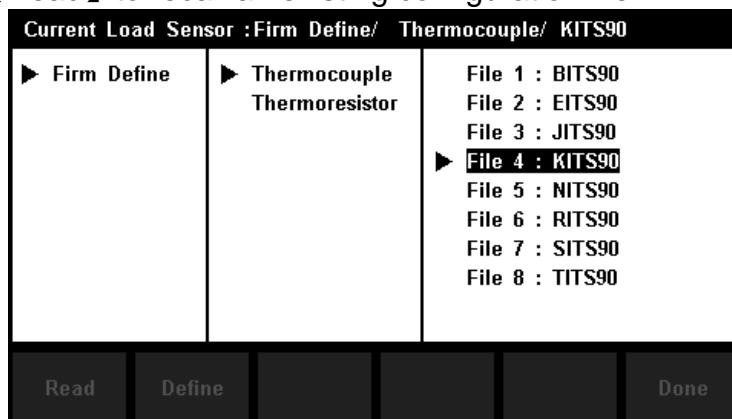 Current Load Sensor :Firm Define/ Thermocouple/ KITS90
Firm Define
Thermocouple
Thermoresistor
File 1 : BITS90
File 2 : EITS90
File 3 : JITS90
File 4 : KITS90
File 5 : NITS90
File 6 : RITS90
File 7 : SITS90
File 8 : TITS90
Read Define Done